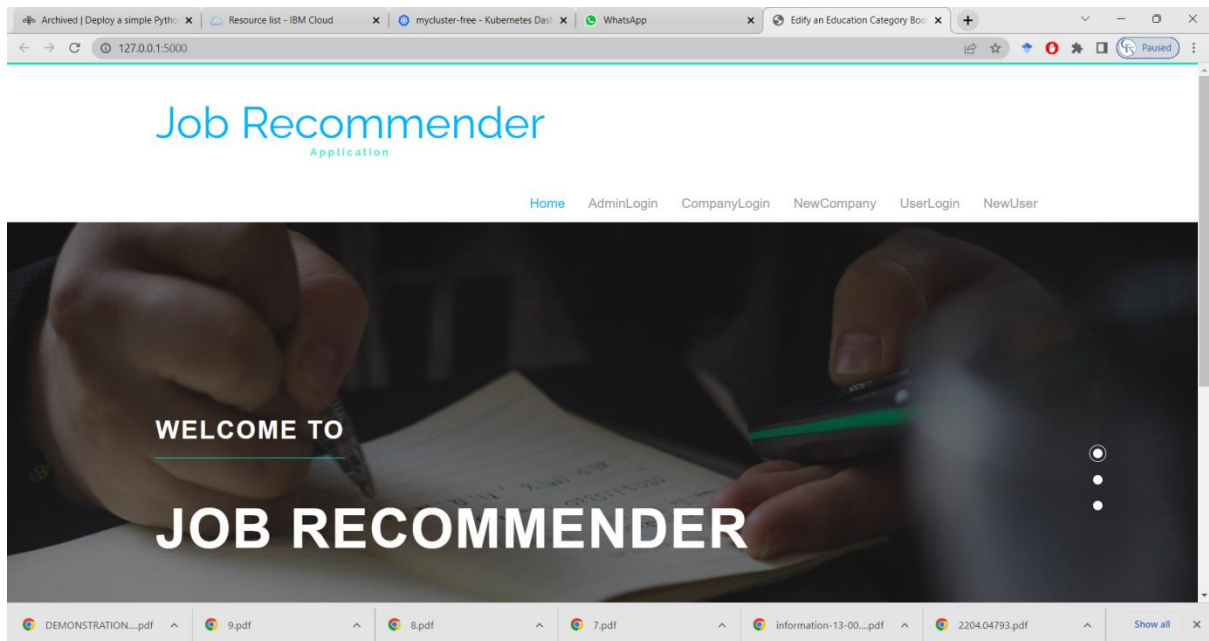 Archived | Deploy a simple Pytho
Resource list - IBM Cloud
mycluster-free - Kubernetes Dast
WhatsApp
Edify an Education Category Boo
127.0.0.1:5000
Paused
Job Recommender
Application
Home AdminLogin CompanyLogin NewCompany UserLogin NewUser
WELCOME TO
JOB RECOMMENDER
DEMONSTRATION....pdf
9.pdf
8.pdf
7.pdf
information-13-00....pdf
2204.04793.pdf
Show all